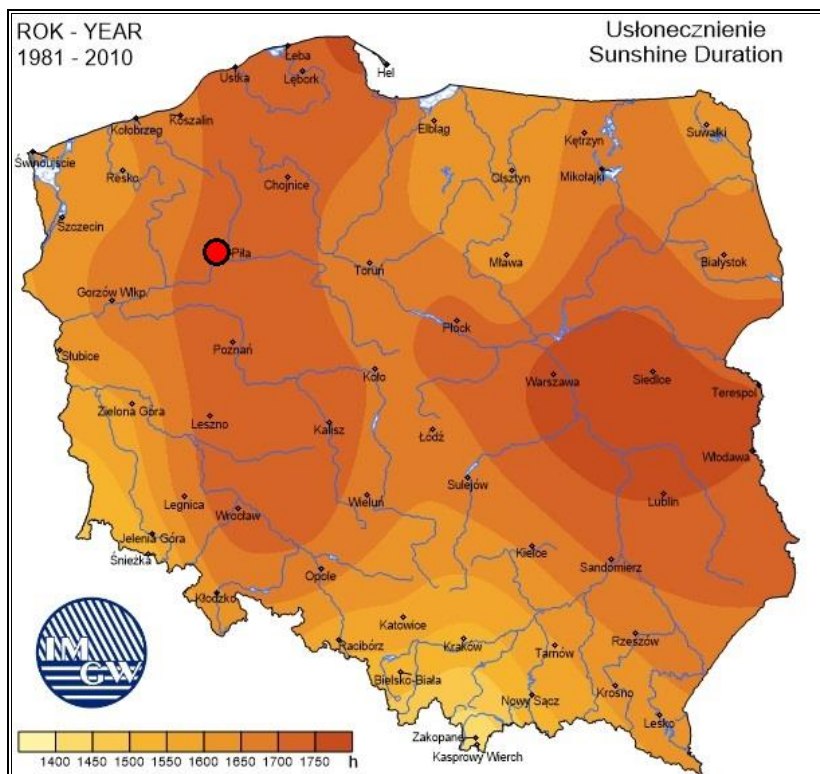 ROK - YEAR
1981 - 2010
Usłonecznienie
Sunshine Duration
Łeba
Hel
Ustka
Lębork
Koszalin
Kołobrzeg
Elbląg
Suwałki
Kętrzyn
Świnoujście
Resko
Chojnice
Olsztyn
Mikołajki
Szczecin
Piła
Toruń
Mława
Białystok
Gorzów Wlkp.
Płock
Słubice
Poznań
Koło
Warszawa
Siedlce
Terespol
Zielona Góra
Leszno
Kalisz
Łódź
Włodawa
Sulejów
Legnica
Wrocław
Wieluń
Lublin
Jelenia Góra
Śnieżka
Kielce
Sandomierz
Opole
Kłodzko
Katowice
Racibórz
Kraków
Tarnów
Rzeszów
Bielsko-Biała
Nowy Sącz
Krosno
Lesko
Zakopane
Kasprowy Wierch
IM
GW
1400 1450 1500 1550 1600 1650 1700 1750 h